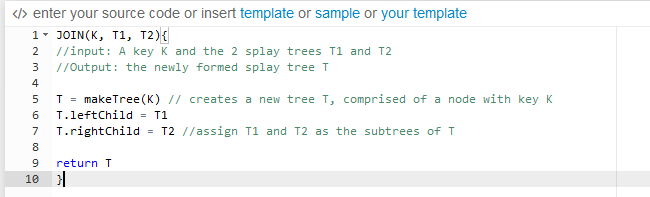 </> enter your source code or insert template or sample or your template
1 JOIN(K, T1, T2){
2 //input: A key K and the 2 splay trees T1 and T2
3 //Output: the newly formed splay tree T
4
5 T = makeTree(K) // creates a new tree T, comprised of a node with key K
6 T.leftChild = T1
7 T.rightChild = T2 //assign T1 and T2 as the subtrees of T
8
9 return T
10 }